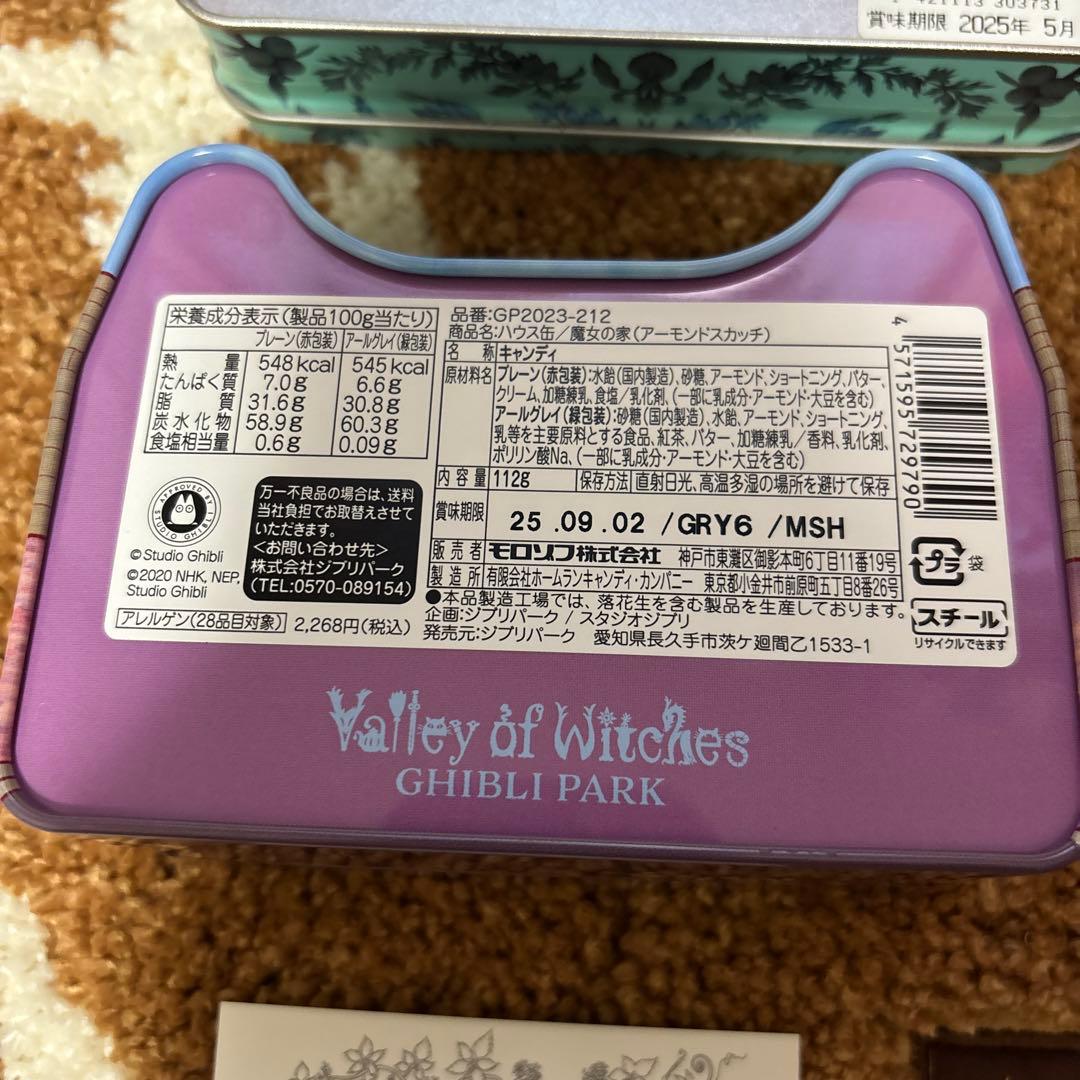 421113 303731
賞味期限 2025年 5月
栄養成分表示(製品100g当たり)
プレーン(赤包装) アールグレイ(緑包装)
熱量 548kcal 545kcal
たんぱく質 7.0g 6.6g
脂質 31.6g 30.8g
炭水化物 58.9g 60.3g
食塩相当量 0.6g 0.09g
APPROVED BY STUDIO GHIBLI
©Studio Ghibli
©2020 NHK, NEP, Studio Ghibli
万一不良品の場合は、送料
当社負担でお取替えさせて
いただきます。
<お問い合わせ先>
株式会社ジブリパーク
(TEL:0570-089154)
アレルゲン(28品目対象) 2,268円(税込)
品番:GP2023-212
商品名:ハウス缶/魔女の家(アーモンドスカッチ)
名称 キャンディ
原材料名 プレーン(赤包装):水飴(国内製造)、砂糖、アーモンド、ショートニング、バター、
クリーム、加糖練乳、食塩/乳化剤、(一部に乳成分・アーモンド・大豆を含む)
アールグレイ(緑包装):砂糖(国内製造)、水飴、アーモンド、ショートニング、
乳等を主要原料とする食品、紅茶、バター、加糖練乳/香料、乳化剤、
ポリリン酸Na、(一部に乳成分・アーモンド・大豆を含む)
内容量 112g 保存方法 直射日光、高温多湿の場所を避けて保存
賞味期限 25.09.02 /GRY6 /MSH
販売者 モロゾフ株式会社 神戸市東灘区御影本町6丁目11番19号
製造所 有限会社ホームランキャンディ・カンパニー 東京都小金井市前原町五丁目8番26号
●本品製造工場では、落花生を含む製品を生産しております。
企画:ジブリパーク / スタジオジブリ
発売元:ジブリパーク 愛知県長久手市茨ケ廻間乙1533-1
4 571595 729790
プラ 袋
スチール
リサイクルできます
Valley of Witches
GHIBLI PARK